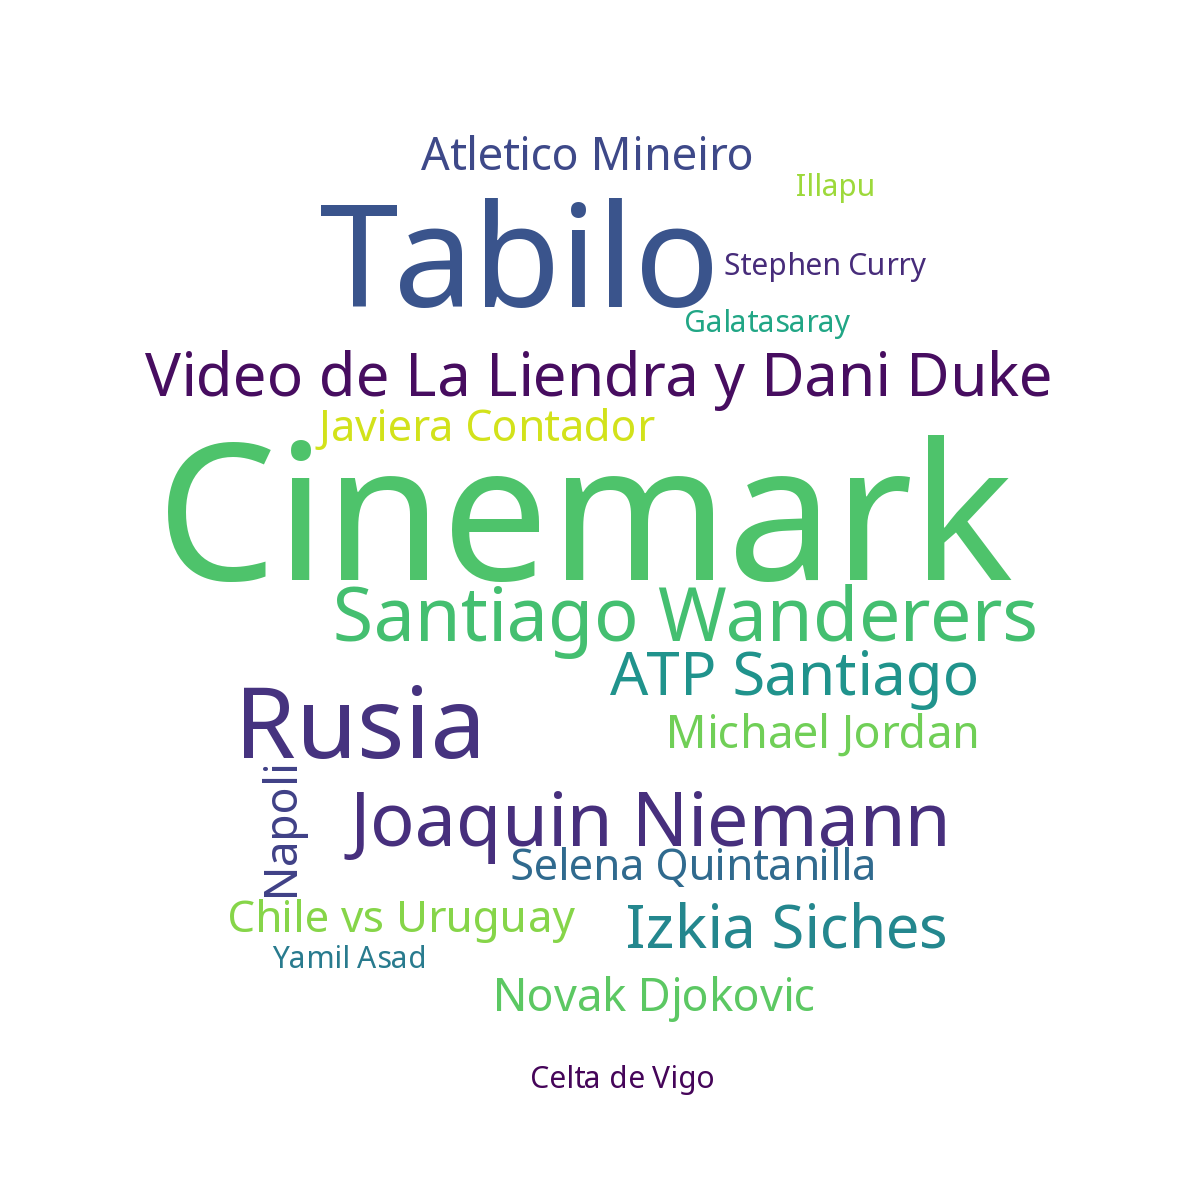 Atletico Mineiro
Illapu
Tabilo
Stephen Curry
Galatasaray
Video de La Liendra y Dani Duke
Javiera Contador
Cinemark
Santiago Wanderers
ATP Santiago
Rusia
Michael Jordan
Napoli
Joaquin Niemann
Selena Quintanilla
Chile vs Uruguay
Izkia Siches
Yamil Asad
Novak Djokovic
Celta de Vigo